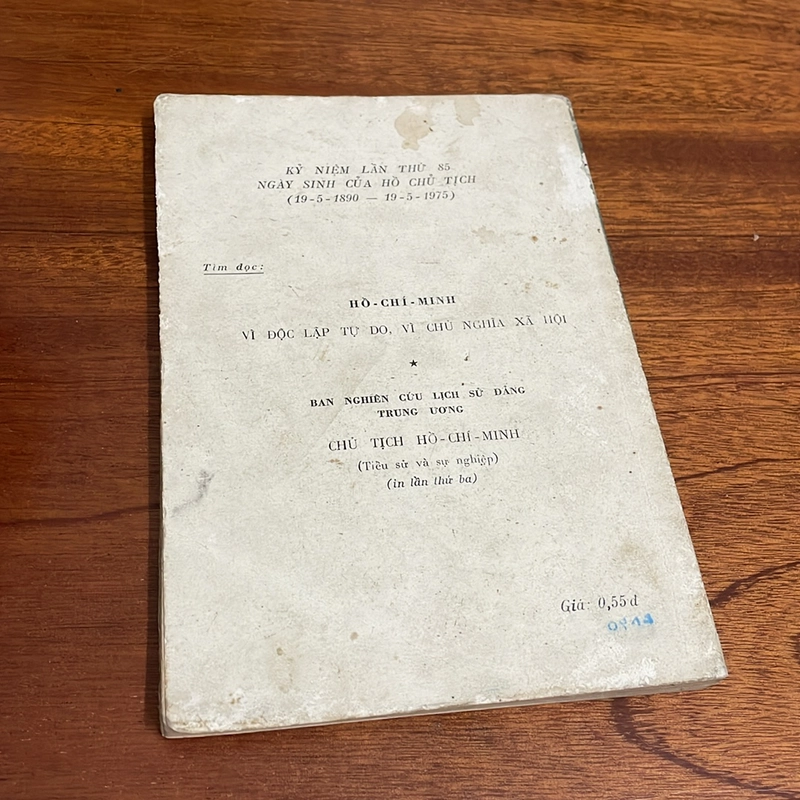 KỶ NIỆM LẦN THỨ 85
NGÀY SINH CỦA HỒ CHỦ TỊCH
(19-5-1890 — 19-5-1975)
Tìm đọc:
HỒ-CHÍ-MINH
VÌ ĐỘC LẬP TỰ DO, VÌ CHỦ NGHĨA XÃ HỘI
★
BAN NGHIÊN CỨU LỊCH SỬ ĐẢNG
TRUNG ƯƠNG
CHỦ TỊCH HỒ-CHÍ-MINH
(Tiểu sử và sự nghiệp)
(in lần thứ ba)
Giá: 0,55đ